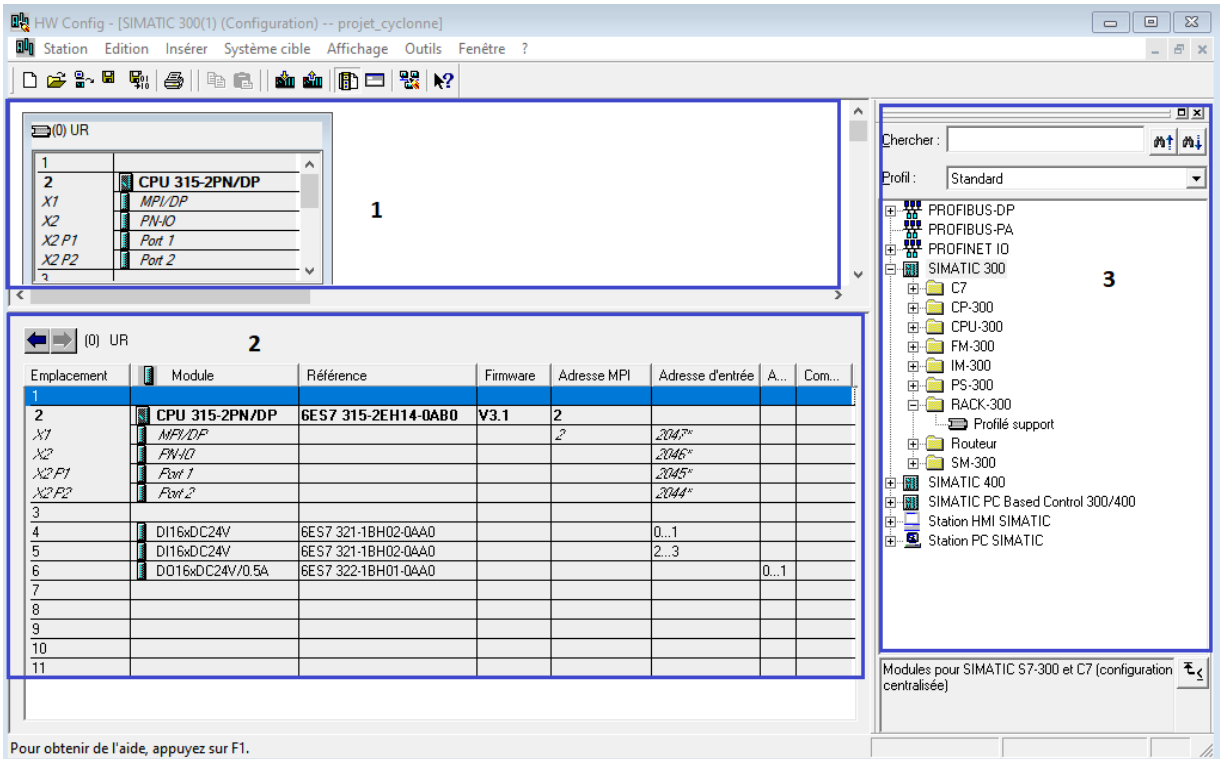 HW Config - [SIMATIC 300(1) (Configuration) -- projet_cyclonne]
Station Edition Insérer Système cible Affichage Outils Fenêtre ?
(0) UR
1
2 CPU 315-2PN/DP
X1 MPI/DP
X2 PN-IO
X2 P1 Port 1
X2 P2 Port 2
3
1
(0) UR
2
Emplacement Module Référence Firmware Adresse MPI Adresse d'entrée A... Com...
1
2 CPU 315-2PN/DP 6ES7 315-2EH14-0AB0 V3.1 2
X1 MPI/DP 2 2047*
X2 PN-IO 2046*
X2 P1 Port 1 2045*
X2 P2 Port 2 2044*
3
4 DI16xDC24V 6ES7 321-1BH02-0AA0 0...1
5 DI16xDC24V 6ES7 321-1BH02-0AA0 2...3
6 DO16xDC24V/0.5A 6ES7 322-1BH01-0AA0 0...1
7
8
9
10
11
Chercher :
Profil : Standard
PROFIBUS-DP
PROFIBUS-PA
PROFINET IO
SIMATIC 300
C7
CP-300
CPU-300
FM-300
IM-300
PS-300
RACK-300
Profilé support
Routeur
SM-300
SIMATIC 400
SIMATIC PC Based Control 300/400
Station HMI SIMATIC
Station PC SIMATIC
3
Modules pour SIMATIC S7-300 et C7 (configuration
centralisée)
Pour obtenir de l'aide, appuyez sur F1.